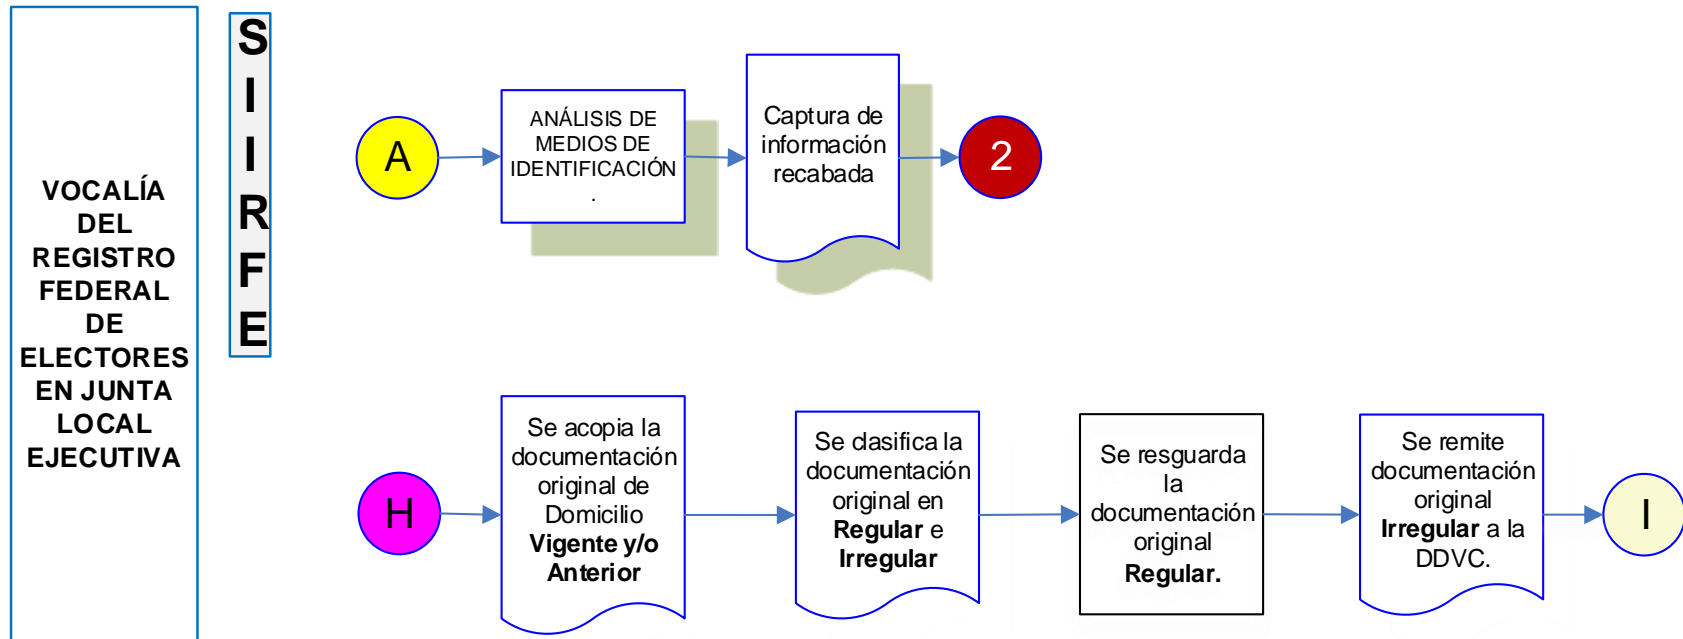 VOCALÍA
DEL
REGISTRO
FEDERAL
DE
ELECTORES
EN JUNTA
LOCAL
EJECUTIVA
S
I
I
R
F
E
A
ANÁLISIS DE
MEDIOS DE
IDENTIFICACIÓN
.
Captura de
información
recabada
2
H
Se acopia la
documentación
original de
Domicilio
Vigente y/o
Anterior
Se clasifica la
documentación
original en
Regular e
Irregular
Se resguarda
la
documentación
original
Regular.
Se remite
documentación
original
Irregular a la
DDVC.
I